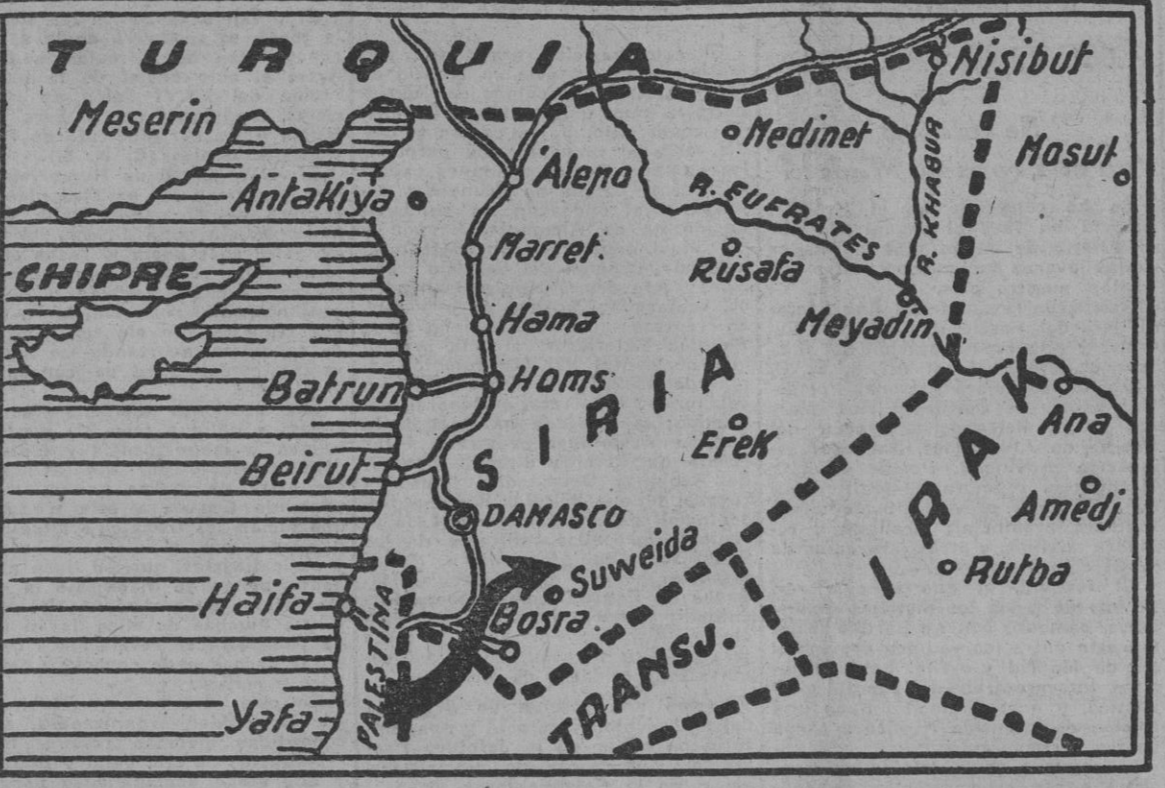 TURQUIA
Nisibut
Meserin
Medinet
Mosut
Alepo
Antakiya
R. EUFRATES
R. KHABUR
Marret.
Rusafa
CHIPRE
Hama
Meyadin
Batrun
Homs
SIRIA
IRAK
Ana
Erek
Beirut
Amedj
DAMASCO
Suweida
Rutba
Haifa
PALESTINA
Bosra.
TRANSJ.
Yafa